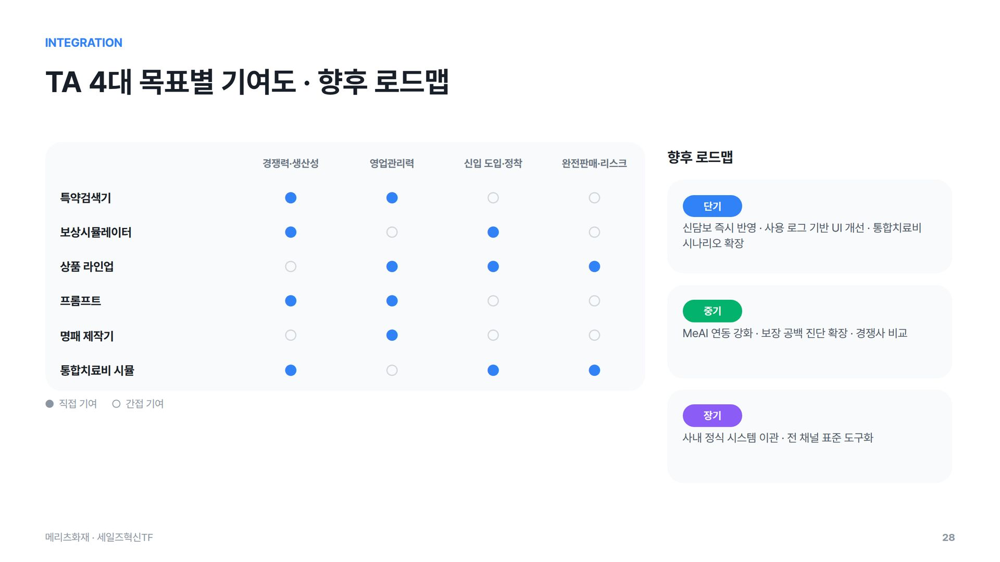 INTEGRATION
TA 4대 목표별 기여도 · 향후 로드맵
경쟁력·생산성 영업관리력 신입 도입·정착 완전판매·리스크
특약검색기
보상시뮬레이터
상품 라인업
프롬프트
명패 제작기
통합치료비 시뮬
직접 기여 간접 기여
향후 로드맵
단기
신담보 즉시 반영 · 사용 로그 기반 UI 개선 · 통합치료비
시나리오 확장
중기
MeAI 연동 강화 · 보장 공백 진단 확장 · 경쟁사 비교
장기
사내 정식 시스템 이관 · 전 채널 표준 도구화
메리츠화재 · 세일즈혁신TF
28